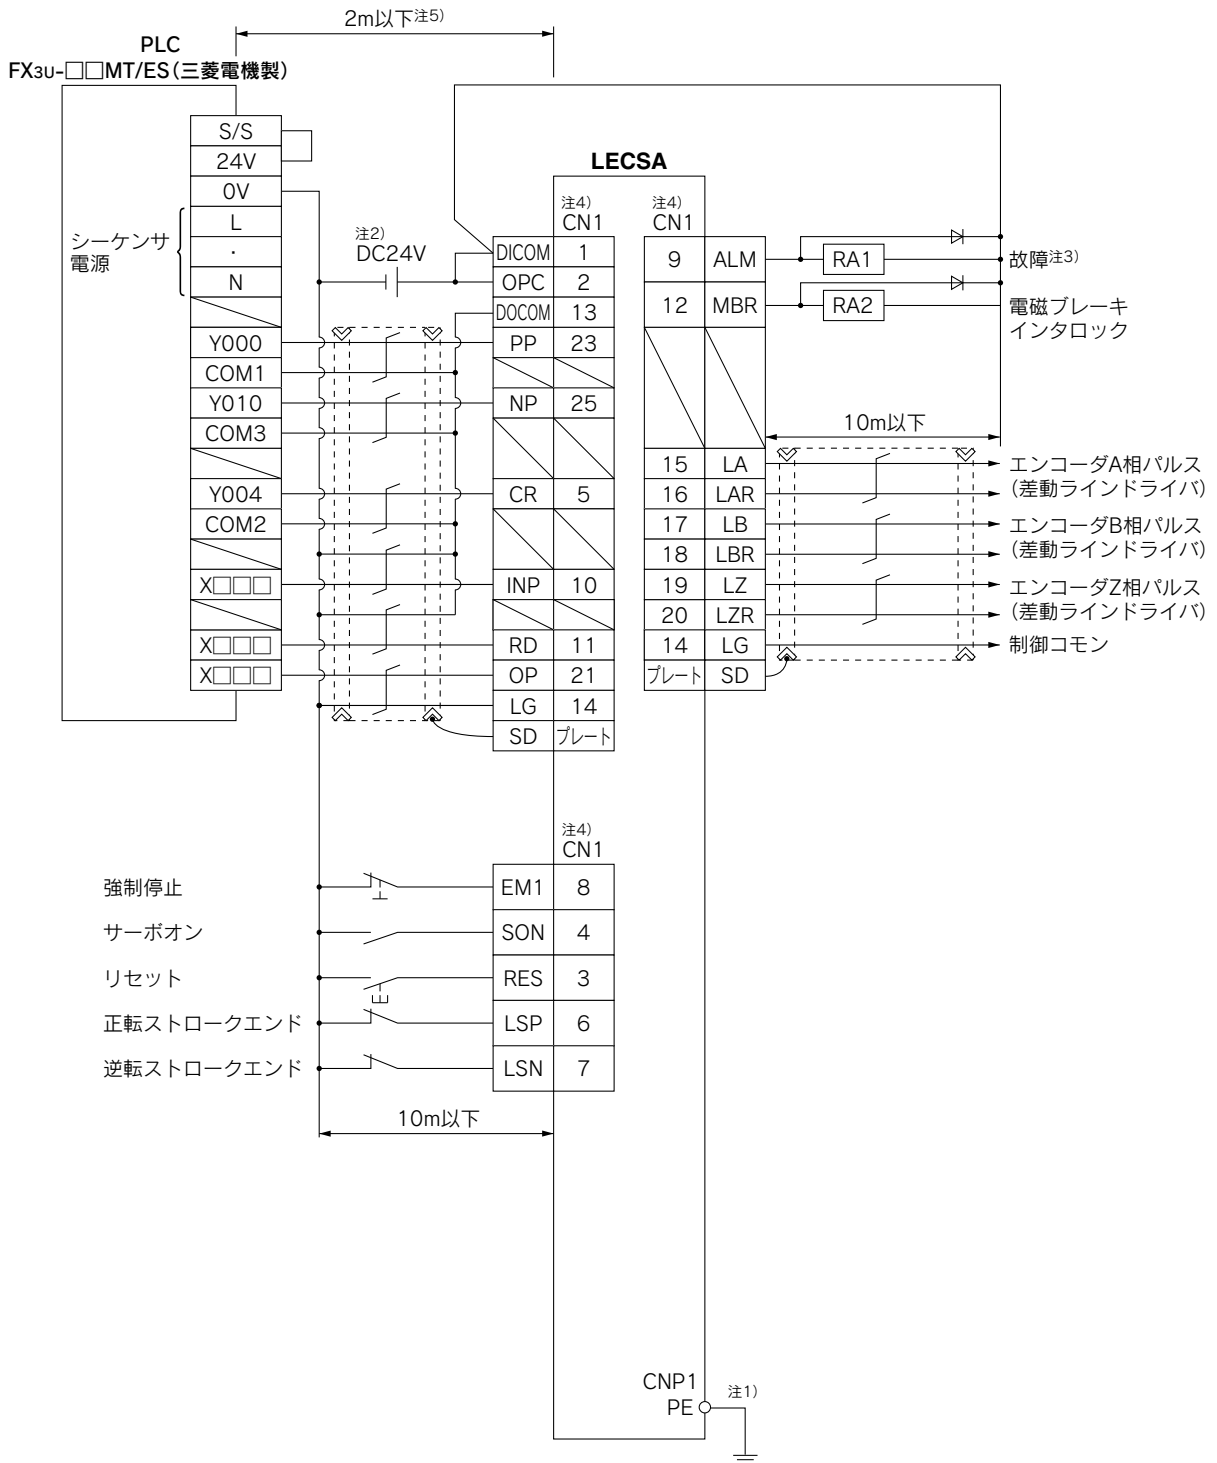 2m以下注5)
PLC
FX3U-□□MT/ES(三菱電機製)
S/S
24V
0V
L
・
N
シーケンサ
電源
Y000
COM1
Y010
COM3
Y004
COM2
X□□□
X□□□
X□□□
注2)
DC24V
LECSA
注4)
CN1
DICOM 1
OPC 2
DOCOM 13
PP 23
NP 25
CR 5
INP 10
RD 11
OP 21
LG 14
SD プレート
注4)
CN1
9 ALM
12 MBR
15 LA
16 LAR
17 LB
18 LBR
19 LZ
20 LZR
14 LG
プレート SD
RA1
故障注3)
RA2
電磁ブレーキ
インタロック
10m以下
エンコーダA相パルス
(差動ラインドライバ)
エンコーダB相パルス
(差動ラインドライバ)
エンコーダZ相パルス
(差動ラインドライバ)
制御コモン
注4)
CN1
強制停止 EM1 8
サーボオン SON 4
リセット RES 3
正転ストロークエンド LSP 6
逆転ストロークエンド LSN 7
10m以下
CNP1
PE
注1)